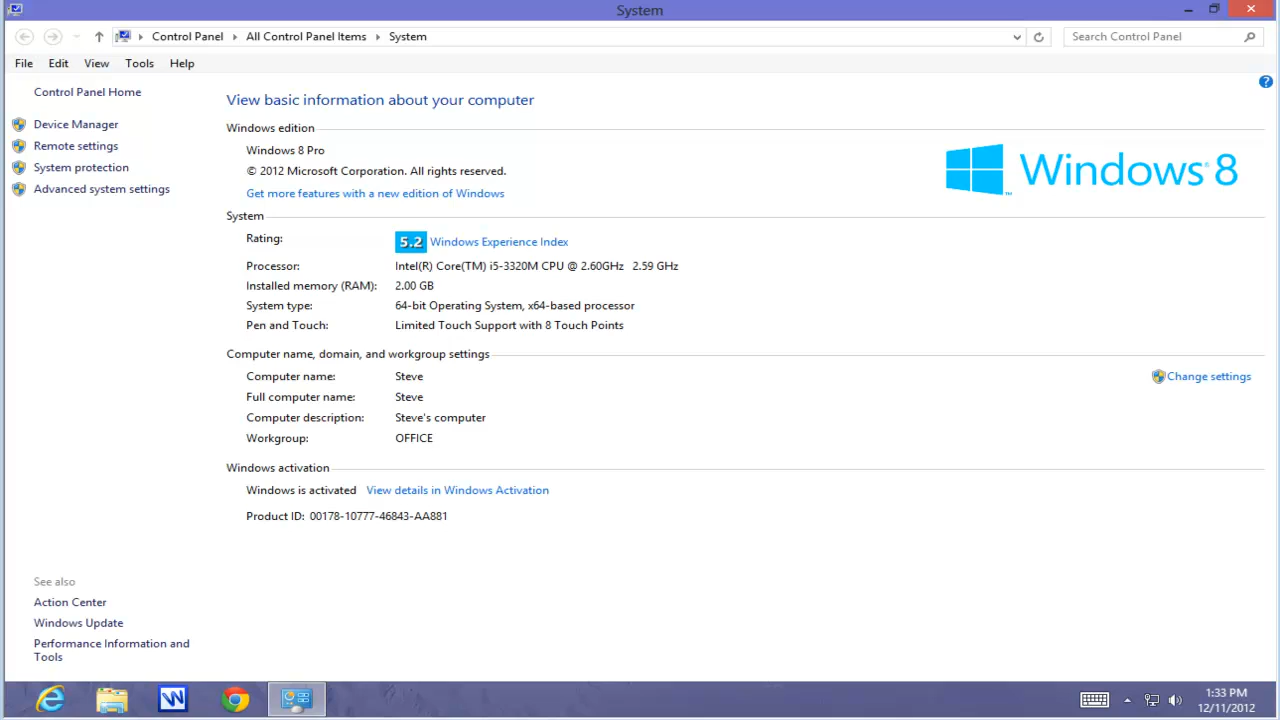 System
Control Panel All Control Panel Items System
Search Control Panel
File Edit View Tools Help
Control Panel Home
Device Manager
Remote settings
System protection
Advanced system settings
View basic information about your computer
Windows edition
Windows 8 Pro
© 2012 Microsoft Corporation. All rights reserved.
Get more features with a new edition of Windows
Windows® 8
™
System
Rating: 5.2 Windows Experience Index
Processor: Intel(R) Core(TM) i5-3320M CPU @ 2.60GHz 2.59 GHz
Installed memory (RAM): 2.00 GB
System type: 64-bit Operating System, x64-based processor
Pen and Touch: Limited Touch Support with 8 Touch Points
Computer name, domain, and workgroup settings
Computer name: Steve
Change settings
Full computer name: Steve
Computer description: Steve's computer
Workgroup: OFFICE
Windows activation
Windows is activated View details in Windows Activation
Product ID: 00178-10777-46843-AA881
See also
Action Center
Windows Update
Performance Information and
Tools
1:33 PM
12/11/2012